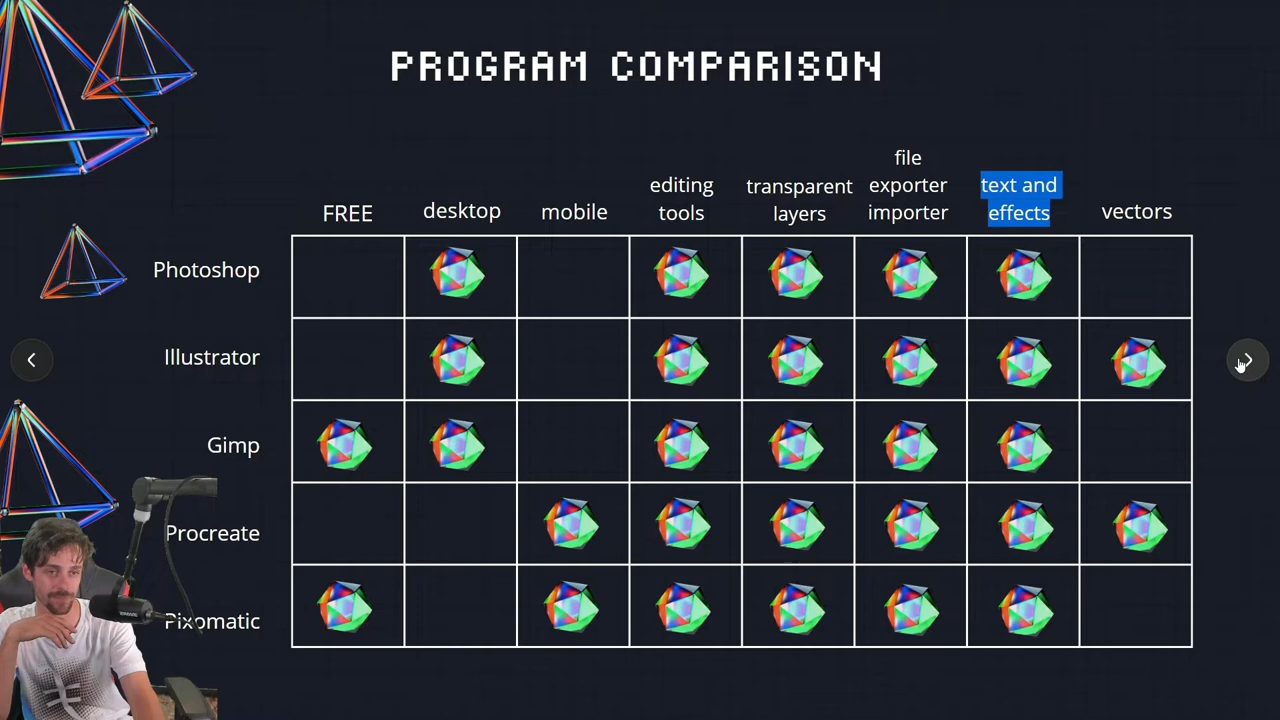 PROGRAM COMPARISON
FREE
desktop
mobile
editing
tools
transparent
layers
file
exporter
importer
text and
effects
vectors
Photoshop
Illustrator
Gimp
Procreate
Pixomatic